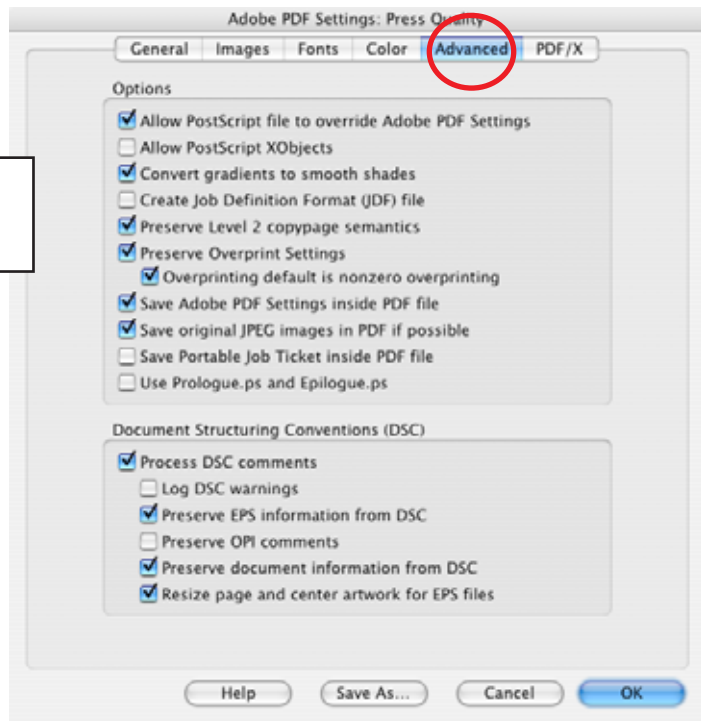 Adobe PDF Settings: Press Quality
General Images Fonts Color Advanced PDF/X
Options
Allow PostScript file to override Adobe PDF Settings
Allow PostScript XObjects
Convert gradients to smooth shades
Create Job Definition Format (JDF) file
Preserve Level 2 copypage semantics
Preserve Overprint Settings
Overprinting default is nonzero overprinting
Save Adobe PDF Settings inside PDF file
Save original JPEG images in PDF if possible
Save Portable Job Ticket inside PDF file
Use Prologue.ps and Epilogue.ps
Document Structuring Conventions (DSC)
Process DSC comments
Log DSC warnings
Preserve EPS information from DSC
Preserve OPI comments
Preserve document information from DSC
Resize page and center artwork for EPS files
Help Save As... Cancel OK